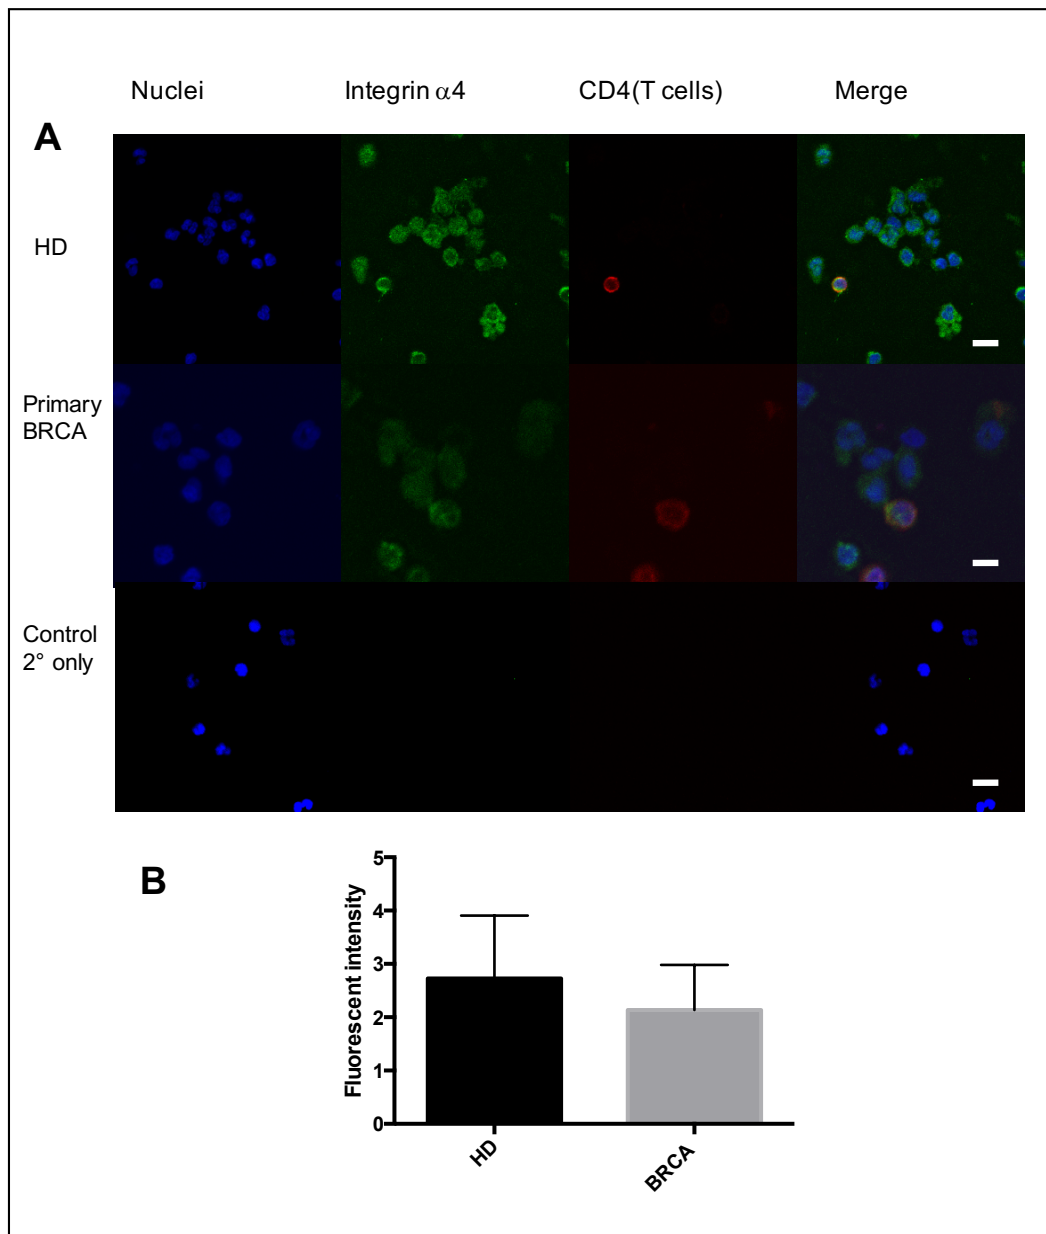 Nuclei Integrin α4 CD4(T cells) Merge
A
HD
Primary
BRCA
Control
2° only
B
5
4
3
2
1
0
Fluorescent intensity
HD
BRCA